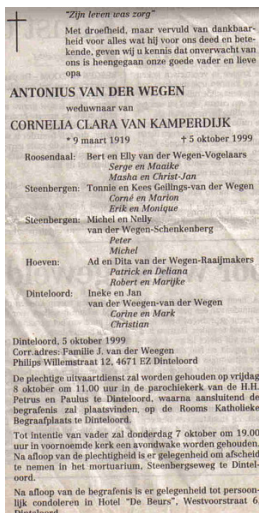 "Zijn leven was zorg"
Met droefheid, maar vervuld van dankbaar-
heid voor alles wat hij voor ons deed en bete-
kende, geven wij u kennis dat onverwacht van
ons is heengegaan onze goede vader en lieve
opa
ANTONIUS VAN DER WEGEN
weduwnaar van
CORNELIA CLARA VAN KAMPERDIJK
* 9 maart 1919 † 5 oktober 1999
Roosendaal: Bert en Elly van der Wegen-Vogelaars
Serge en Maaike
Masha en Christ-Jan
Steenbergen: Tonnie en Kees Geilings-van der Wegen
Corné en Marion
Erik en Monique
Steenbergen: Michel en Nelly
van der Wegen-Schenkenberg
Peter
Michel
Hoeven: Ad en Dita van der Wegen-Raaijmakers
Patrick en Deliana
Robert en Marijke
Dinteloord: Ineke en Jan
van der Weegen-van der Wegen
Corine en Mark
Christian
Dinteloord, 5 oktober 1999
Corr.adres: Familie J. van der Weegen
Philips Willemstraat 12, 4671 EZ Dinteloord
De plechtige uitvaartdienst zal worden gehouden op vrijdag
8 oktober om 11.00 uur in de parochiekerk van de H.H.
Petrus en Paulus te Dinteloord, waarna aansluitend de
begrafenis zal plaatsvinden, op de Rooms Katholieke
Begraafplaats te Dinteloord.
Tot intentie van vader zal donderdag 7 oktober om 19.00
uur in voornoemde kerk een avondwake worden gehouden.
Na afloop van de plechtigheid is er gelegenheid om afscheid
te nemen in het mortuarium, Steenbergseweg te Dintel-
oord.
Na afloop van de begrafenis is er gelegenheid tot persoon-
lijk condoleren in Hotel "De Beurs", Westvoorstraat 6,
Dinteloord